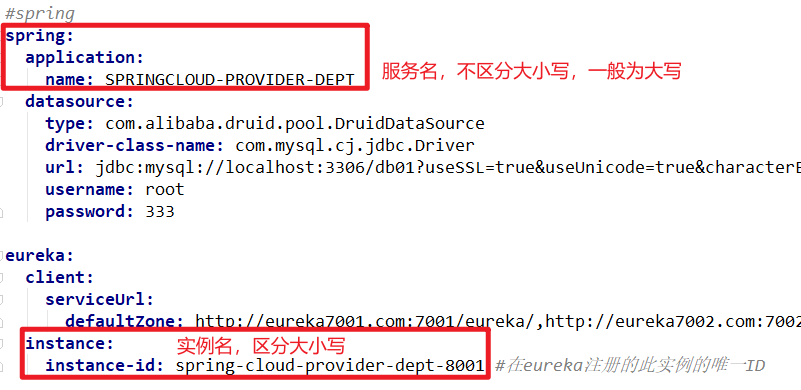 #spring
spring:
application:
name: SPRINGCLOUD-PROVIDER-DEPT
服务名，不区分大小写，一般为大写
datasource:
type: com.alibaba.druid.pool.DruidDataSource
driver-class-name: com.mysql.cj.jdbc.Driver
url: jdbc:mysql://localhost:3306/db01?useSSL=true&useUnicode=true&characterE
username: root
password: 333
eureka:
client:
serviceUrl:
defaultZone: http://eureka7001.com:7001/eureka/,http://eureka7002.com:7002
instance:
实例名，区分大小写
instance-id: spring-cloud-provider-dept-8001 #在eureka注册的此实例的唯一ID